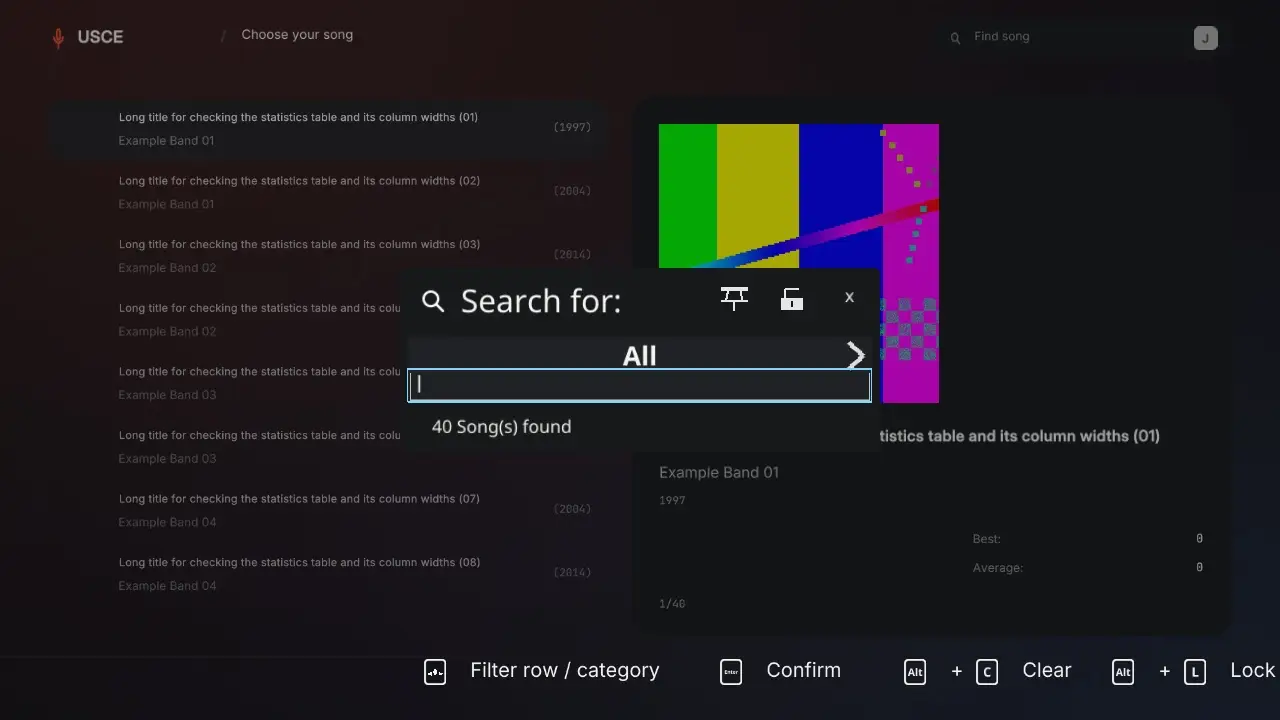 USCE / Choose your song
Find song
J
Long title for checking the statistics table and its column widths (01)
Example Band 01
(1997)
Long title for checking the statistics table and its column widths (02)
Example Band 01
(2004)
Long title for checking the statistics table and its column widths (03)
Example Band 02
(2014)
Long title for checking the statistics table and its colu
Example Band 02
Long title for checking the statistics table and its colu
Example Band 03
Long title for checking the statistics table and its colu
Example Band 03
Long title for checking the statistics table and its column widths (07)
Example Band 04
(2004)
Long title for checking the statistics table and its column widths (08)
Example Band 04
(2014)
Search for:
x
All
40 Song(s) found
tistics table and its column widths (01)
Example Band 01
1997
Best: 0
Average: 0
1/40
Filter row / category Enter Confirm Alt + C Clear Alt + L Lock